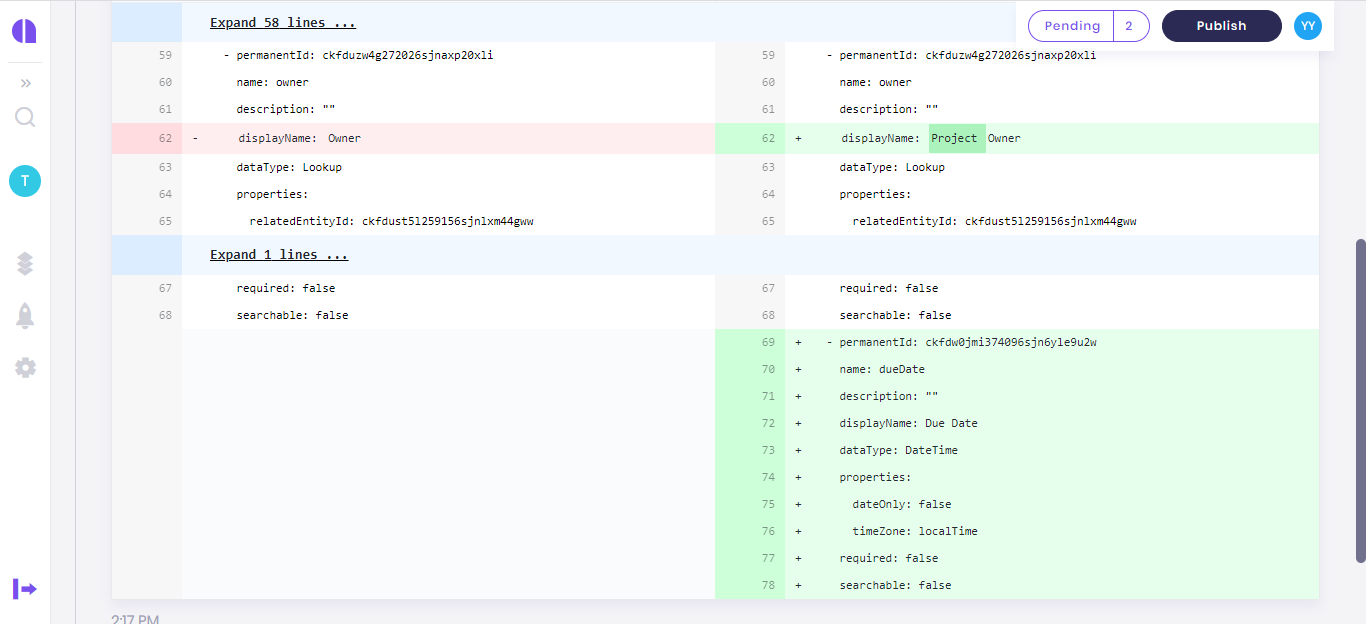 Expand 58 lines ...
Pending 2 Publish YY
59 - permanentId: ckfduzw4g272026sjnaxp20xli 59 - permanentId: ckfduzw4g272026sjnaxp20xli
60 name: owner 60 name: owner
61 description: "" 61 description: ""
62 - displayName: Owner 62 + displayName: Project Owner
63 dataType: Lookup 63 dataType: Lookup
64 properties: 64 properties:
65 relatedEntityId: ckfdust5l259156sjnlxm44gww 65 relatedEntityId: ckfdust5l259156sjnlxm44gww
T
Expand 1 lines ...
67 required: false 67 required: false
68 searchable: false 68 searchable: false
69 + - permanentId: ckfdw0jmi374096sjn6yle9u2w
70 + name: dueDate
71 + description: ""
72 + displayName: Due Date
73 + dataType: DateTime
74 + properties:
75 + dateOnly: false
76 + timeZone: localTime
77 + required: false
78 + searchable: false
2:17 PM